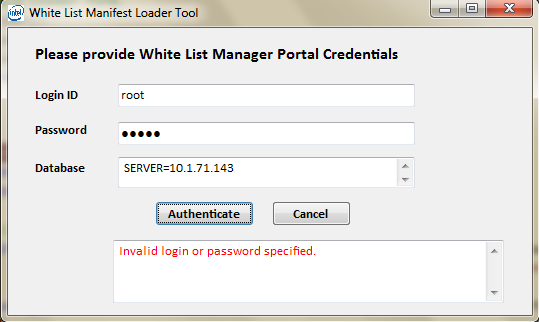 intel White List Manifest Loader Tool
Please provide White List Manager Portal Credentials
Login ID root
Password ●●●●●
Database SERVER=10.1.71.143
Authenticate Cancel
Invalid login or password specified.